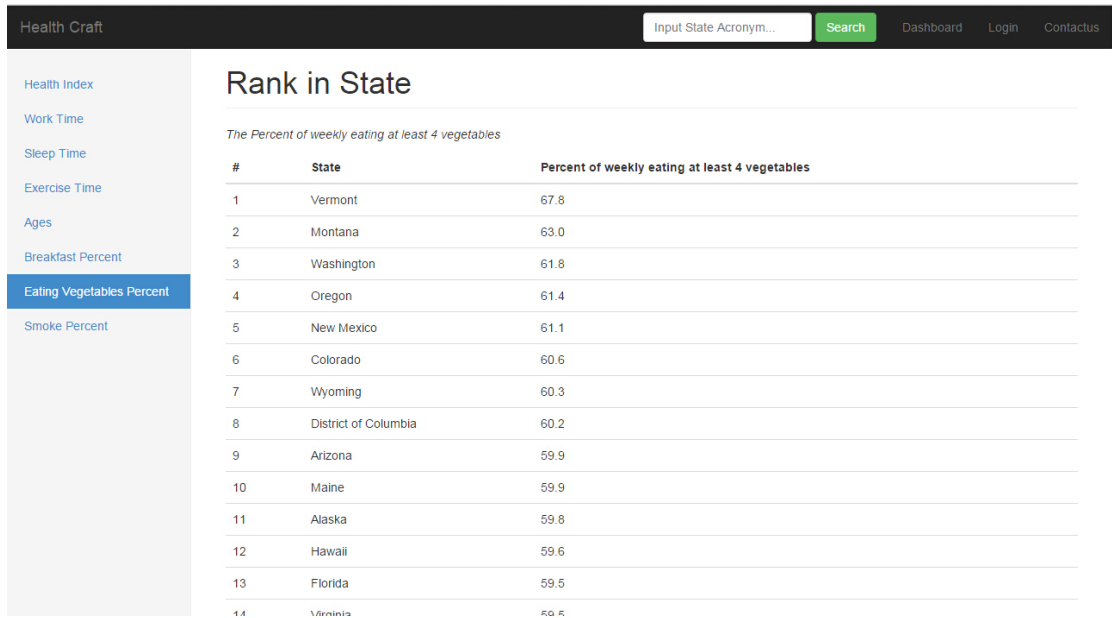 Health Craft Input State Acronym... Search Dashboard Login Contactus
Health Index
Work Time
Sleep Time
Exercise Time
Ages
Breakfast Percent
Eating Vegetables Percent
Smoke Percent
Rank in State
The Percent of weekly eating at least 4 vegetables
# State Percent of weekly eating at least 4 vegetables
1 Vermont 67.8
2 Montana 63.0
3 Washington 61.8
4 Oregon 61.4
5 New Mexico 61.1
6 Colorado 60.6
7 Wyoming 60.3
8 District of Columbia 60.2
9 Arizona 59.9
10 Maine 59.9
11 Alaska 59.8
12 Hawaii 59.6
13 Florida 59.5
14 Virginia 59.5